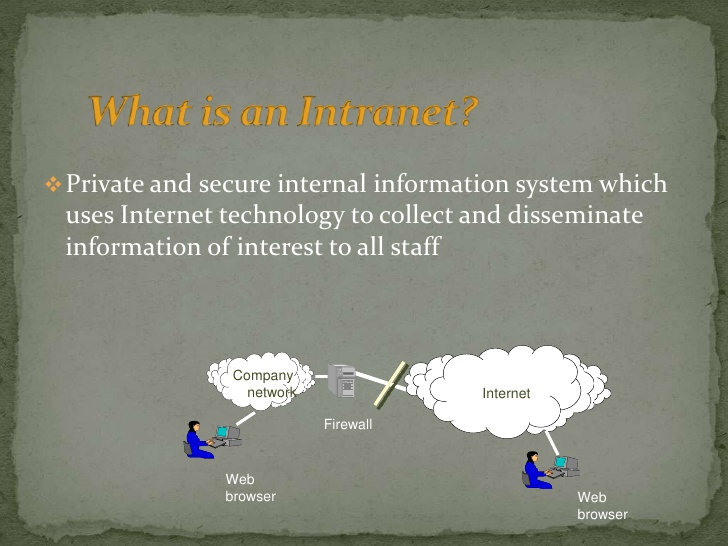 What is an Intranet?
Private and secure internal information system which
uses Internet technology to collect and disseminate
information of interest to all staff
Company
network
Internet
Firewall
Web
browser
Web
browser